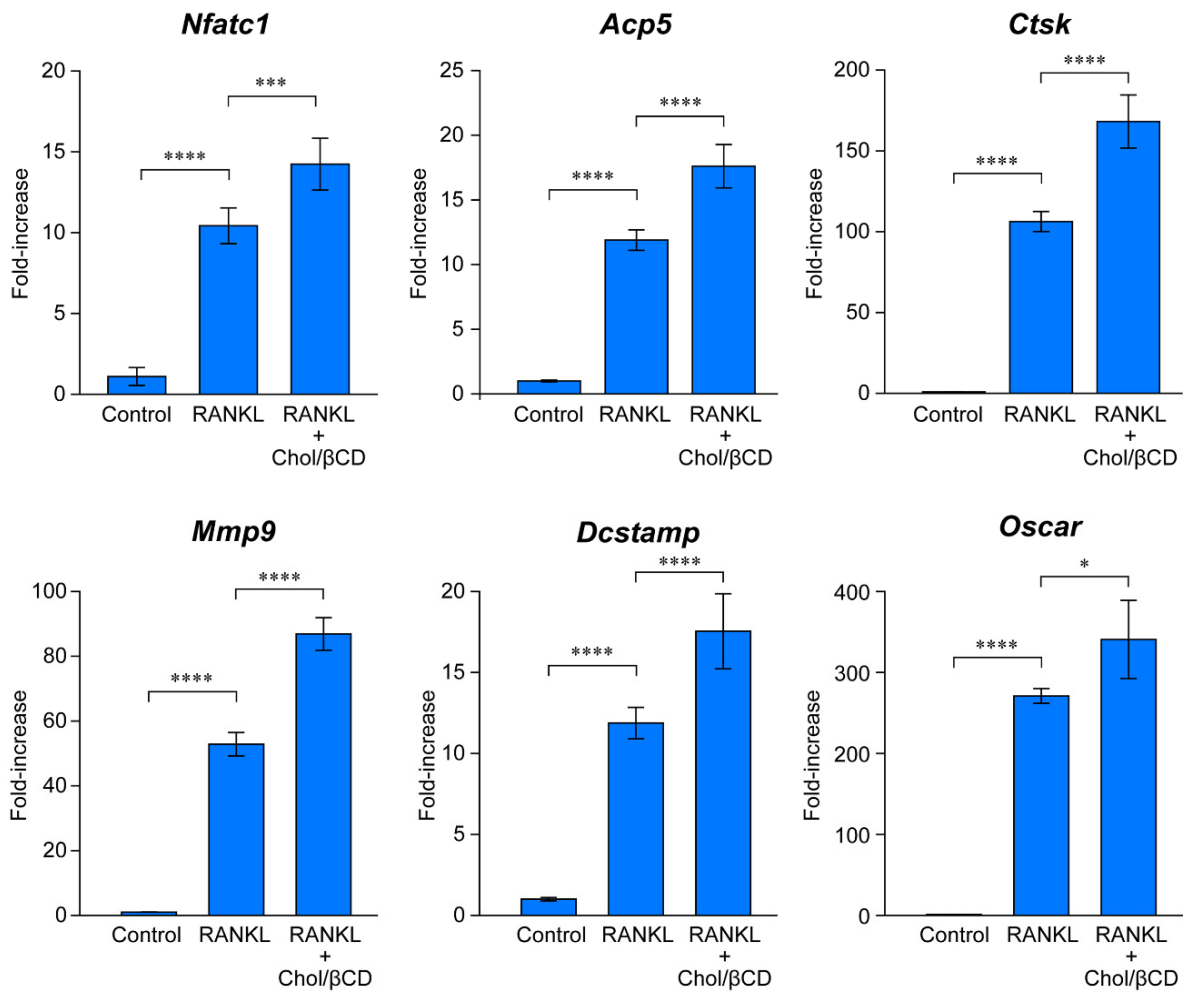 Nfatc1
20
15
10
5
0
Fold-increase
***
****
Control
RANKL
RANKL
+
Chol/βCD
Acp5
25
20
15
10
5
0
Fold-increase
****
****
Control
RANKL
RANKL
+
Chol/βCD
Ctsk
200
150
100
50
0
Fold-increase
****
****
Control
RANKL
RANKL
+
Chol/βCD
Mmp9
100
80
60
40
20
0
Fold-increase
****
****
Control
RANKL
RANKL
+
Chol/βCD
Dcstamp
20
15
10
5
0
Fold-increase
****
****
Control
RANKL
RANKL
+
Chol/βCD
Oscar
400
300
200
100
0
Fold-increase
*
****
Control
RANKL
RANKL
+
Chol/βCD